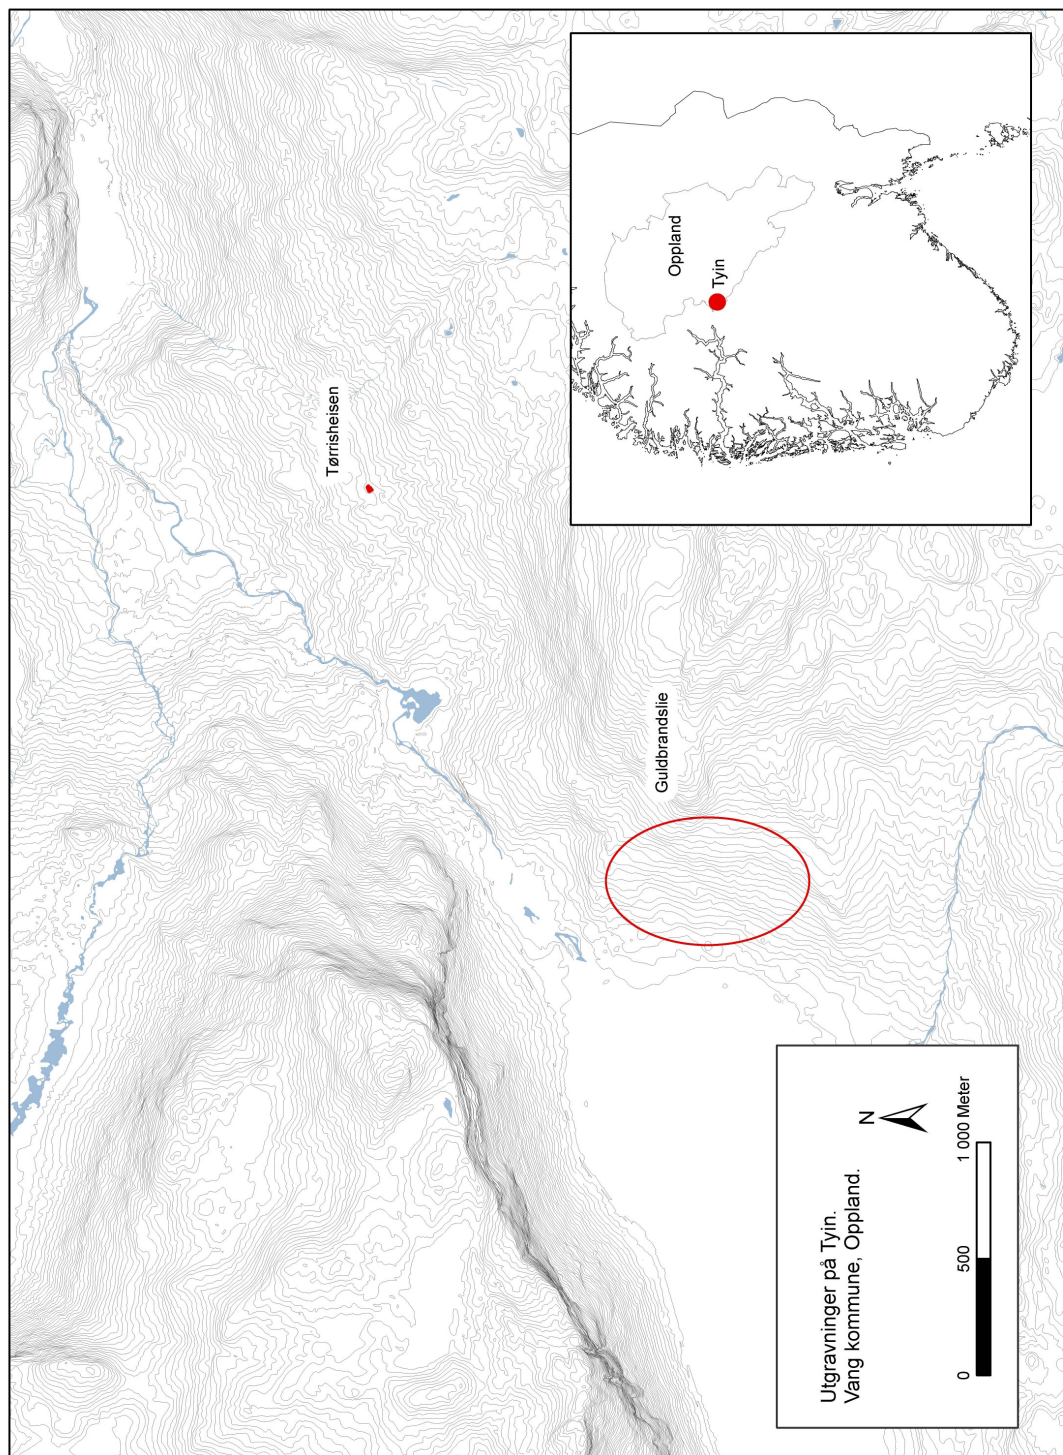 Tørrisheisen
Guldbrandslie
Oppland
Tyin
Utgravninger på Tyin.
Vang kommune, Oppland.
N
0 500 1 000 Meter